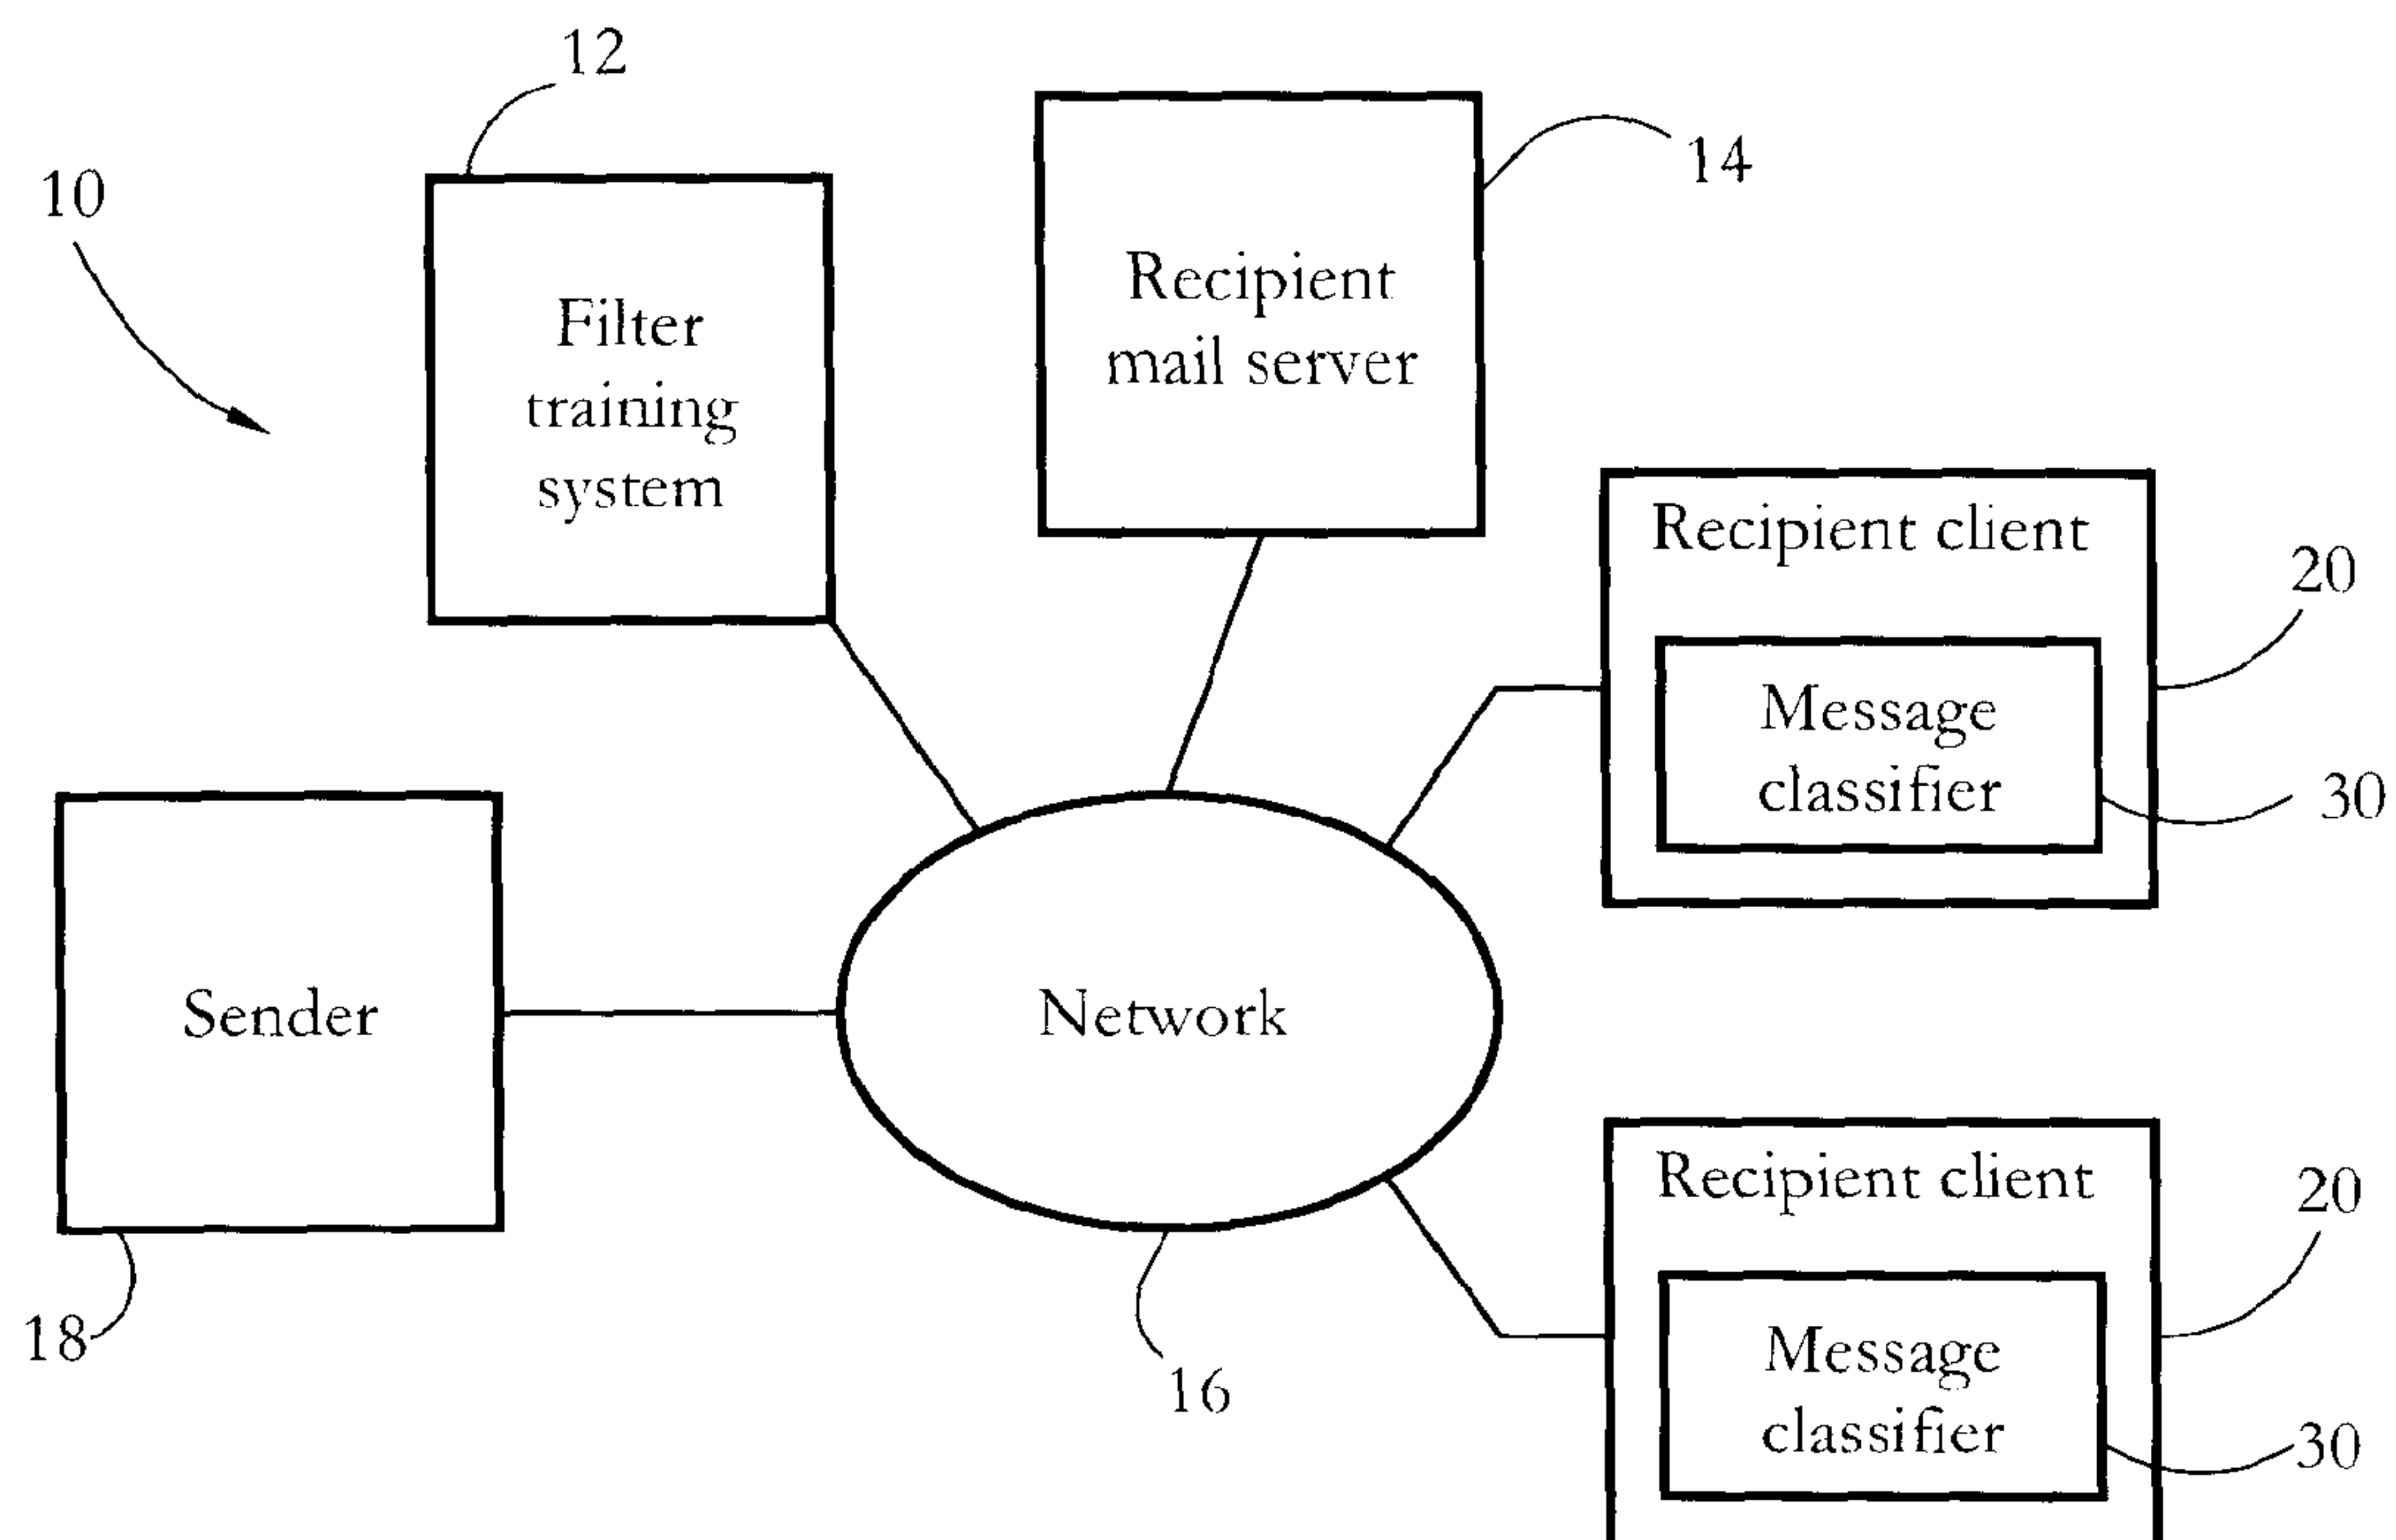 12
14
10
Filter
training
system
Recipient
mail server
Recipient client
20
Message
classifier
30
Sender
Network
18
16
Recipient client
20
Message
classifier
30